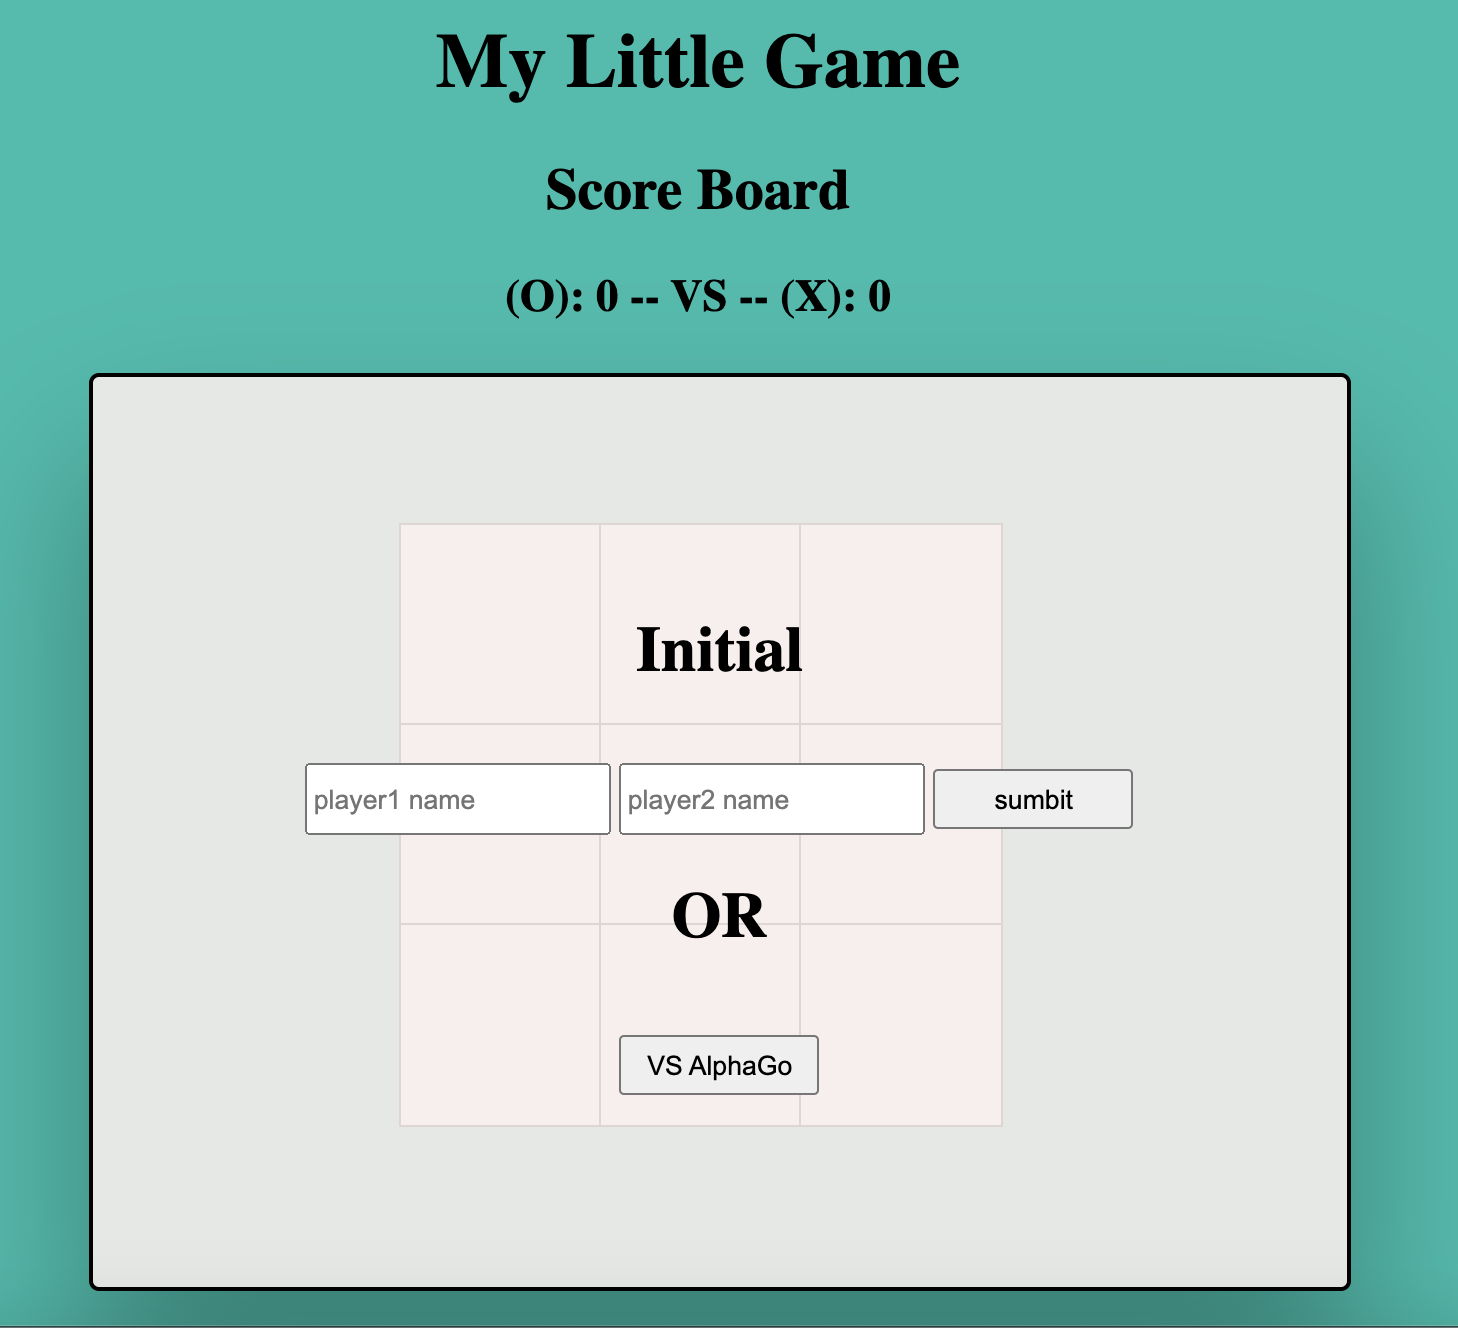 My Little Game
Score Board
(O): 0 -- VS -- (X): 0
Initial
player1 name player2 name sumbit
OR
VS AlphaGo